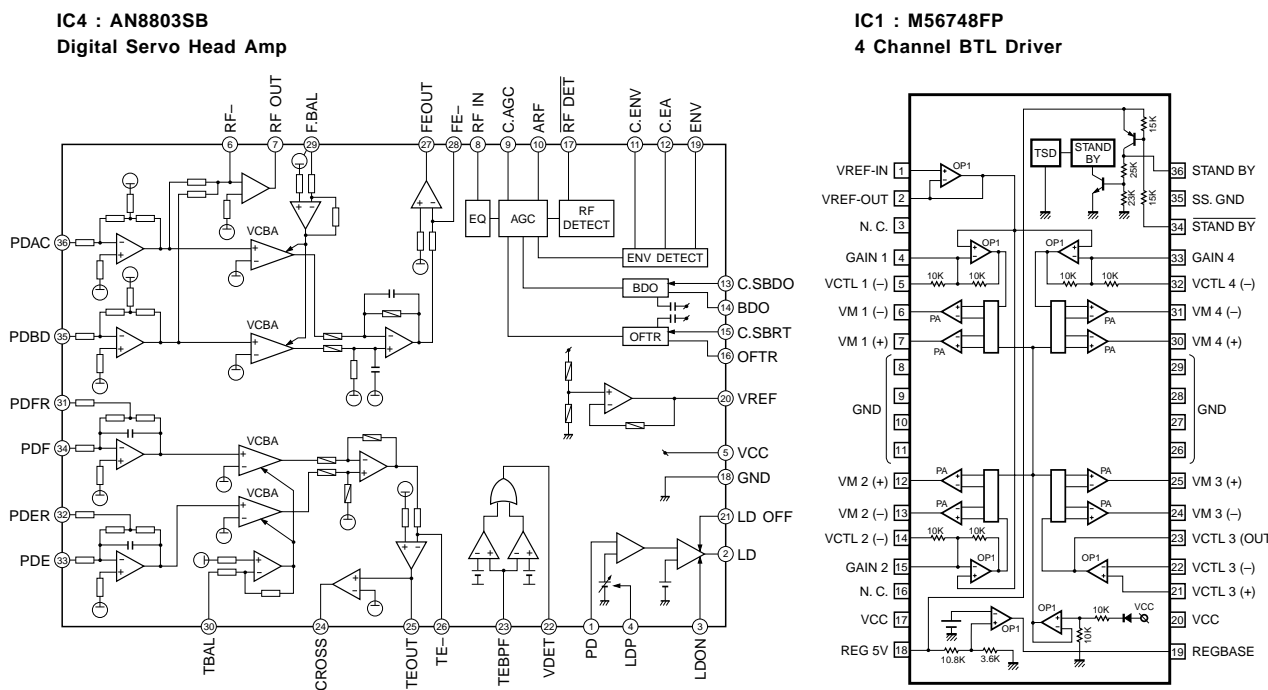 IC4 : AN8803SB
Digital Servo Head Amp
RF–
RF OUT
F.BAL
FEOUT
FE–
RF IN
C.AGC
ARF
RF DET
C.ENV
C.EA
ENV
6
7
29
27
28
8
9
10
17
11
12
19
VCBA
EQ
AGC
RF
DETECT
ENV DETECT
PDAC 36
BDO
13 C.SBDO
14 BDO
PDBD 35
VCBA
OFTR
15 C.SBRT
16 OFTR
PDFR 31
20 VREF
PDF 34
VCBA
5 VCC
18 GND
PDER 32
VCBA
21 LD OFF
PDE 33
2 LD
30
24
25
26
23
22
1
4
3
TBAL
CROSS
TEOUT
TE–
TEBPF
VDET
PD
LDP
LDON
IC1 : M56748FP
4 Channel BTL Driver
15K
TSD
STAND
BY
25K
23K
15K
VREF-IN 1
OP1
36 STAND BY
VREF-OUT 2
35 SS. GND
N. C. 3
34 STAND BY
GAIN 1 4
OP1
OP1
33 GAIN 4
VCTL 1 (–) 5
10K
10K
10K
10K
32 VCTL 4 (–)
VM 1 (–) 6
PA
PA
31 VM 4 (–)
VM 1 (+) 7
PA
PA
30 VM 4 (+)
8
29
9
28
GND
GND
10
27
11
26
VM 2 (+) 12
PA
PA
25 VM 3 (+)
VM 2 (–) 13
PA
PA
24 VM 3 (–)
VCTL 2 (–) 14
10K
10K
23 VCTL 3 (OUT
GAIN 2 15
OP1
OP1
22 VCTL 3 (–)
N. C. 16
21 VCTL 3 (+)
VCC 17
OP1
OP1
10K
VCC
10K
20 VCC
REG 5V 18
10.8K
3.6K
19 REGBASE